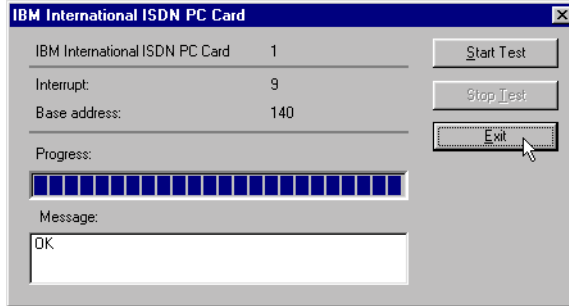 IBM International ISDN PC Card
IBM International ISDN PC Card 1
Start Test
Interrupt: 9
Stop Test
Base address: 140
Exit
Progress:
Message:
OK